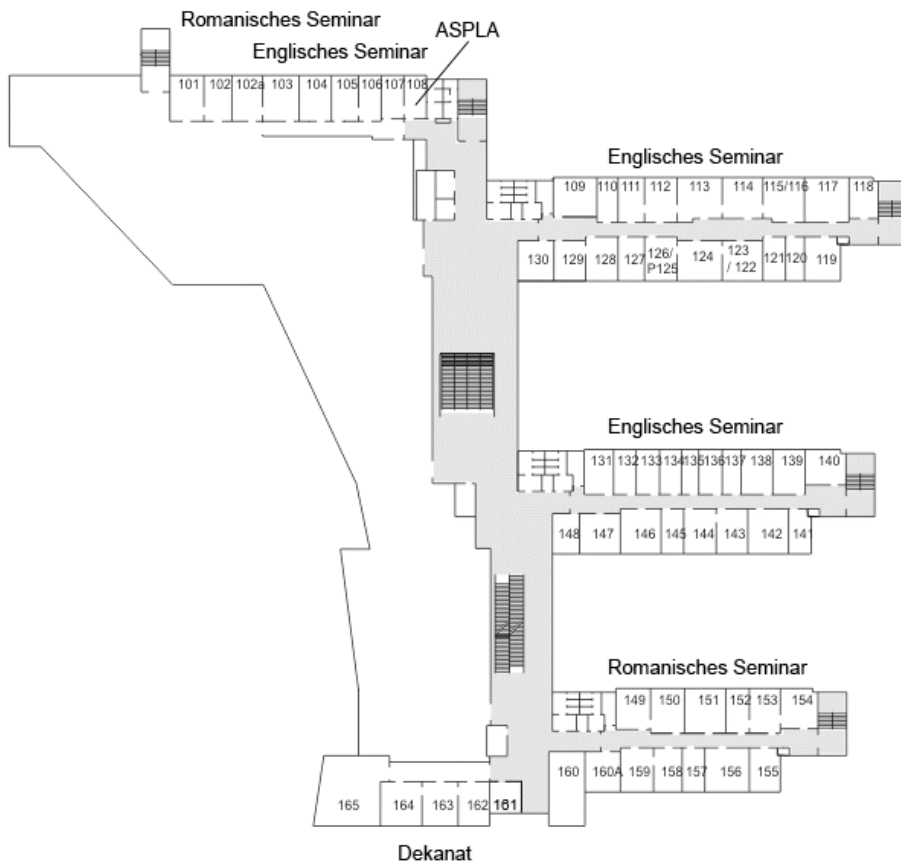 Romanisches Seminar
ASPLA
Englisches Seminar
101 102 102a 103 104 105 106 107 108
Englisches Seminar
109 110 111 112 113 114 115/116 117 118
130 129 128 127 126/ P125 124 123 / 122 121 120 119
Englisches Seminar
131 132 133 134 135 136 137 138 139 140
148 147 146 145 144 143 142 141
Romanisches Seminar
149 150 151 152 153 154
160 160A 159 158 157 156 155
165 164 163 162 161
Dekanat